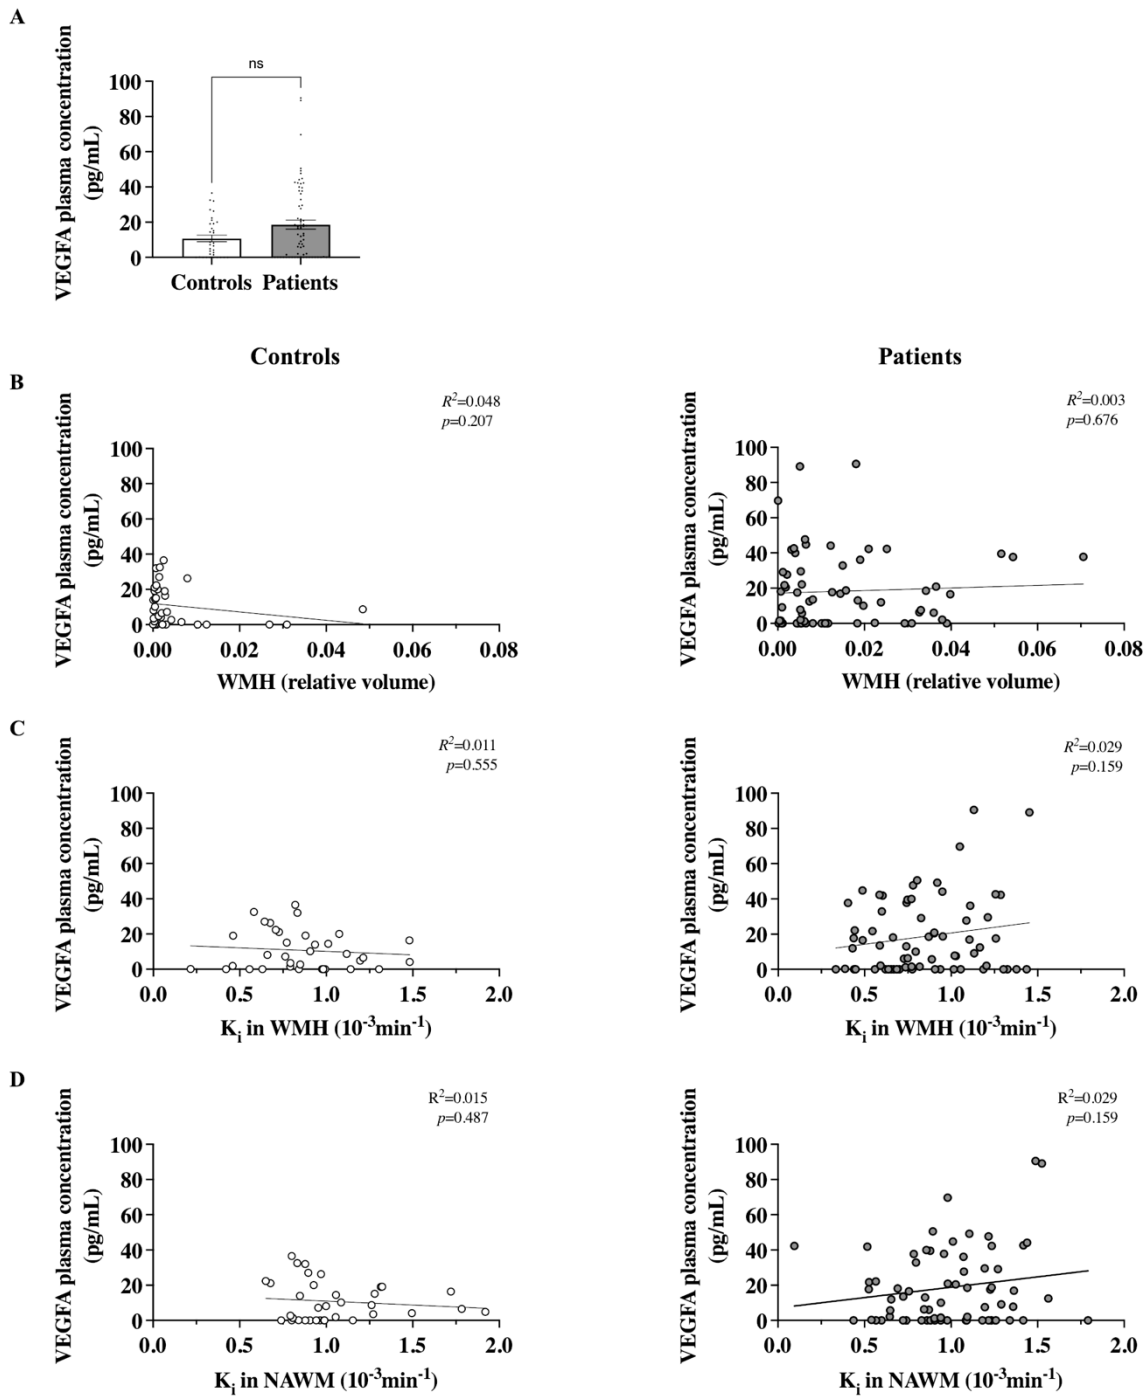 A
VEGFA plasma concentration
(pg/mL)
100
80
60
40
20
0
ns
Controls Patients
Controls
Patients
B
VEGFA plasma concentration
(pg/mL)
100
80
60
40
20
0
R²=0.048
p=0.207
0.00 0.02 0.04 0.06 0.08
WMH (relative volume)
VEGFA plasma concentration
(pg/mL)
100
80
60
40
20
0
R²=0.003
p=0.676
0.00 0.02 0.04 0.06 0.08
WMH (relative volume)
C
VEGFA plasma concentration
(pg/mL)
100
80
60
40
20
0
R²=0.011
p=0.555
0.0 0.5 1.0 1.5 2.0
Kᵢ in WMH (10⁻³min⁻¹)
VEGFA plasma concentration
(pg/mL)
100
80
60
40
20
0
R²=0.029
p=0.159
0.0 0.5 1.0 1.5 2.0
Kᵢ in WMH (10⁻³min⁻¹)
D
VEGFA plasma concentration
(pg/mL)
100
80
60
40
20
0
R²=0.015
p=0.487
0.0 0.5 1.0 1.5 2.0
Kᵢ in NAWM (10⁻³min⁻¹)
VEGFA plasma concentration
(pg/mL)
100
80
60
40
20
0
R²=0.029
p=0.159
0.0 0.5 1.0 1.5 2.0
Kᵢ in NAWM (10⁻³min⁻¹)